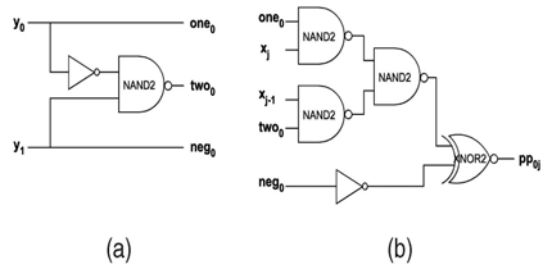 y0
one0
NAND2
two0
y1
neg0
(a)
one0
NAND2
xj
NAND2
xj-1
NAND2
two0
XNOR2
pp0j
neg0
(b)